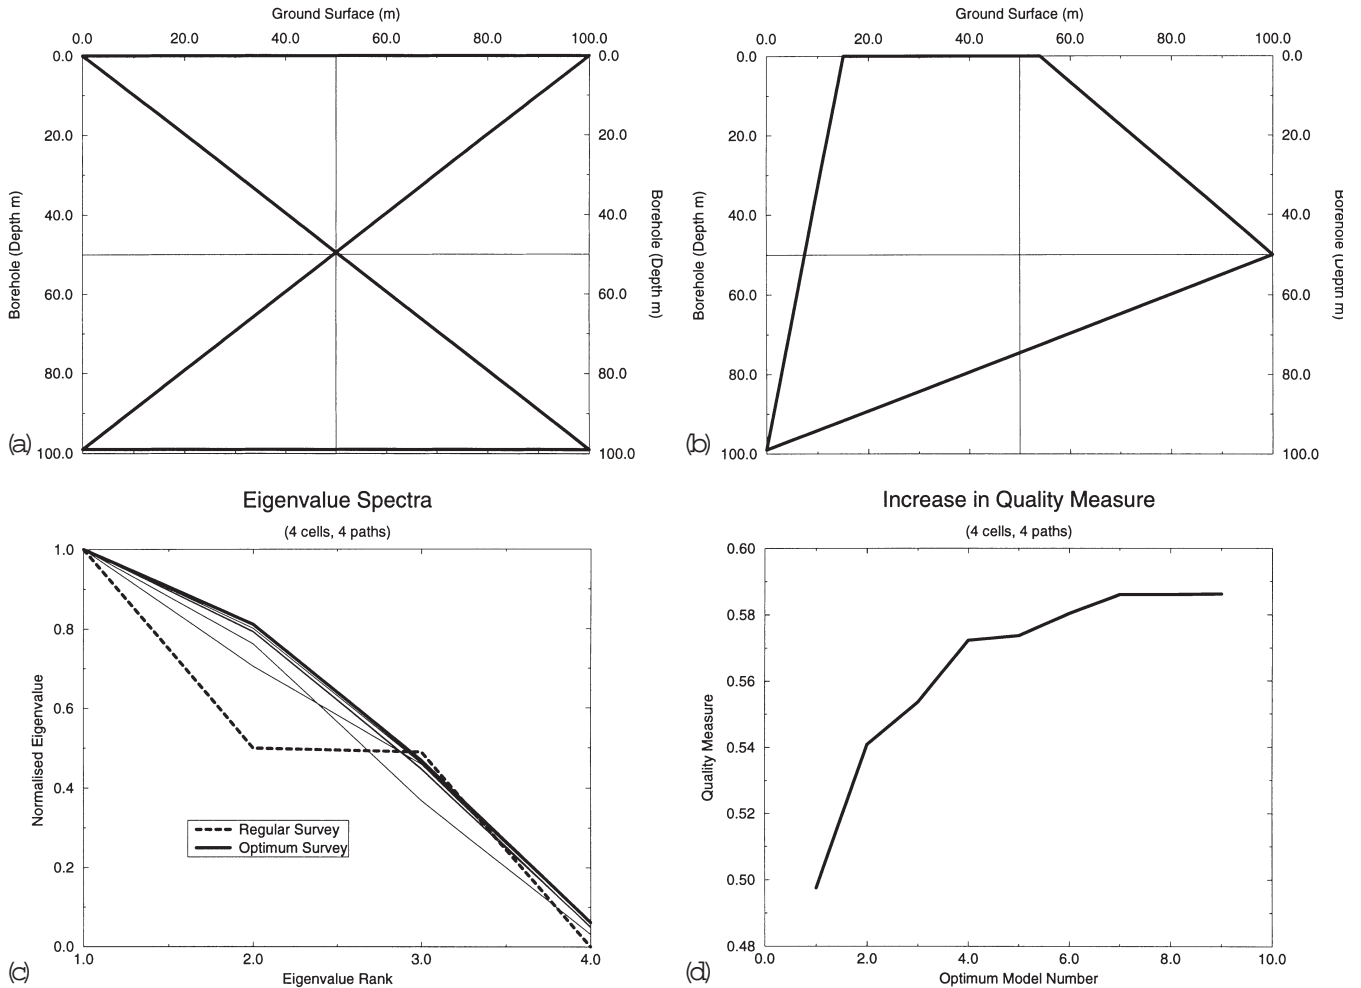 Ground Surface (m)
0.0 20.0 40.0 60.0 80.0 100.0
0.0
20.0
40.0
60.0
80.0
100.0
Borehole (Depth m)
0.0
20.0
40.0
60.0
80.0
100.0
Borehole (Depth m)
(a)
Ground Surface (m)
0.0 20.0 40.0 60.0 80.0 100.0
0.0
20.0
40.0
60.0
80.0
100.0
Borehole (Depth m)
0.0
20.0
40.0
60.0
80.0
100.0
Borehole (Depth m)
(b)
Eigenvalue Spectra
(4 cells, 4 paths)
1.0
0.8
0.6
0.4
0.2
0.0
Normalised Eigenvalue
Regular Survey
Optimum Survey
1.0 2.0 3.0 4.0
Eigenvalue Rank
(c)
Increase in Quality Measure
(4 cells, 4 paths)
0.60
0.58
0.56
0.54
0.52
0.50
0.48
Quality Measure
0.0 2.0 4.0 6.0 8.0 10.0
Optimum Model Number
(d)